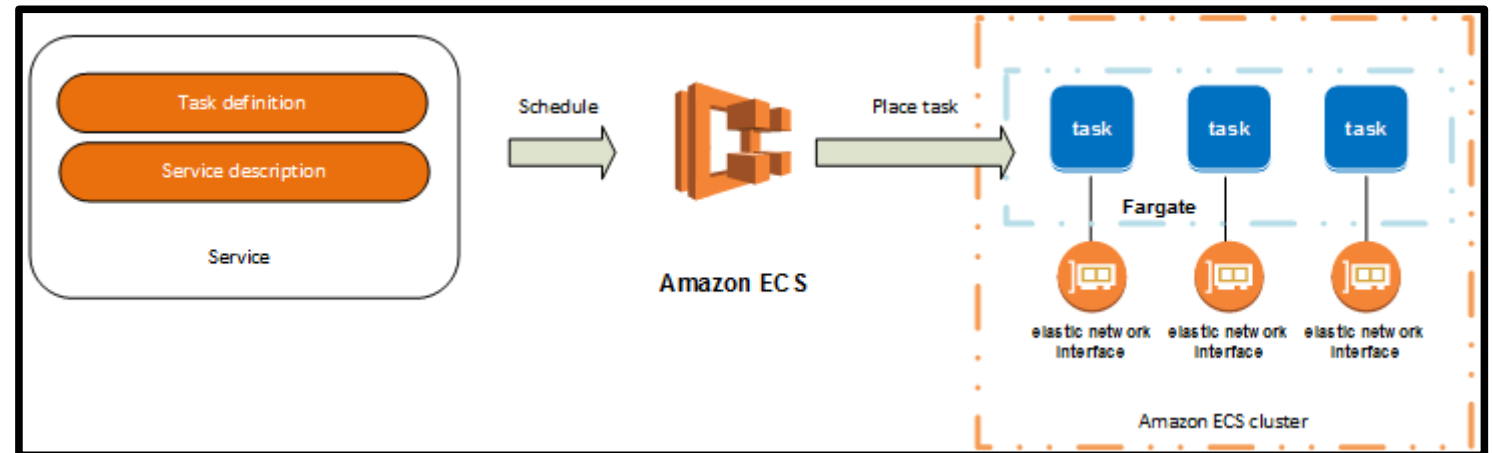 Task definition
Service description
Service
Schedule
Amazon ECS
Place task
task
task
task
Fargate
elastic network
interface
elastic network
interface
elastic network
interface
Amazon ECS cluster